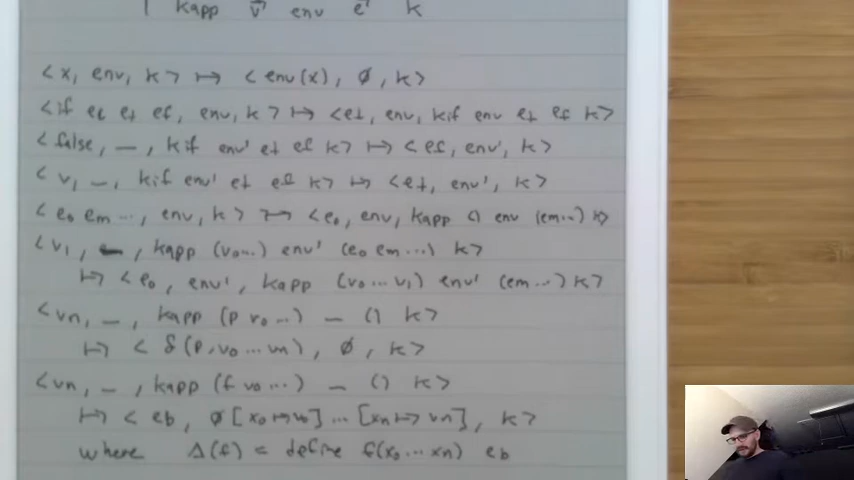 | kapp v⃗ env e⃗ k
< x, env, k > ↦ < env(x), ∅, k >
< if ec et ef, env, k > ↦ < ec, env, kif env et ef k >
< false, _, kif env' et ef k > ↦ < ef, env', k >
< v, _, kif env' et ef k > ↦ < et, env', k >
< e0 em ..., env, k > ↦ < e0, env, kapp () env (em ...) k >
< v1, _, kapp (v0 ...) env' (e0 em ...) k >
↦ < e0, env', kapp (v0 ... v1) env' (em ...) k >
< vn, _, kapp (p v0 ...) _ () k >
↦ < δ(p, v0 ... vn), ∅, k >
< vn, _, kapp (f v0 ...) _ () k >
↦ < eb, ∅[x0 ↦ v0] ... [xn ↦ vn], k >
where Δ(f) = define f(x0 ... xn) eb